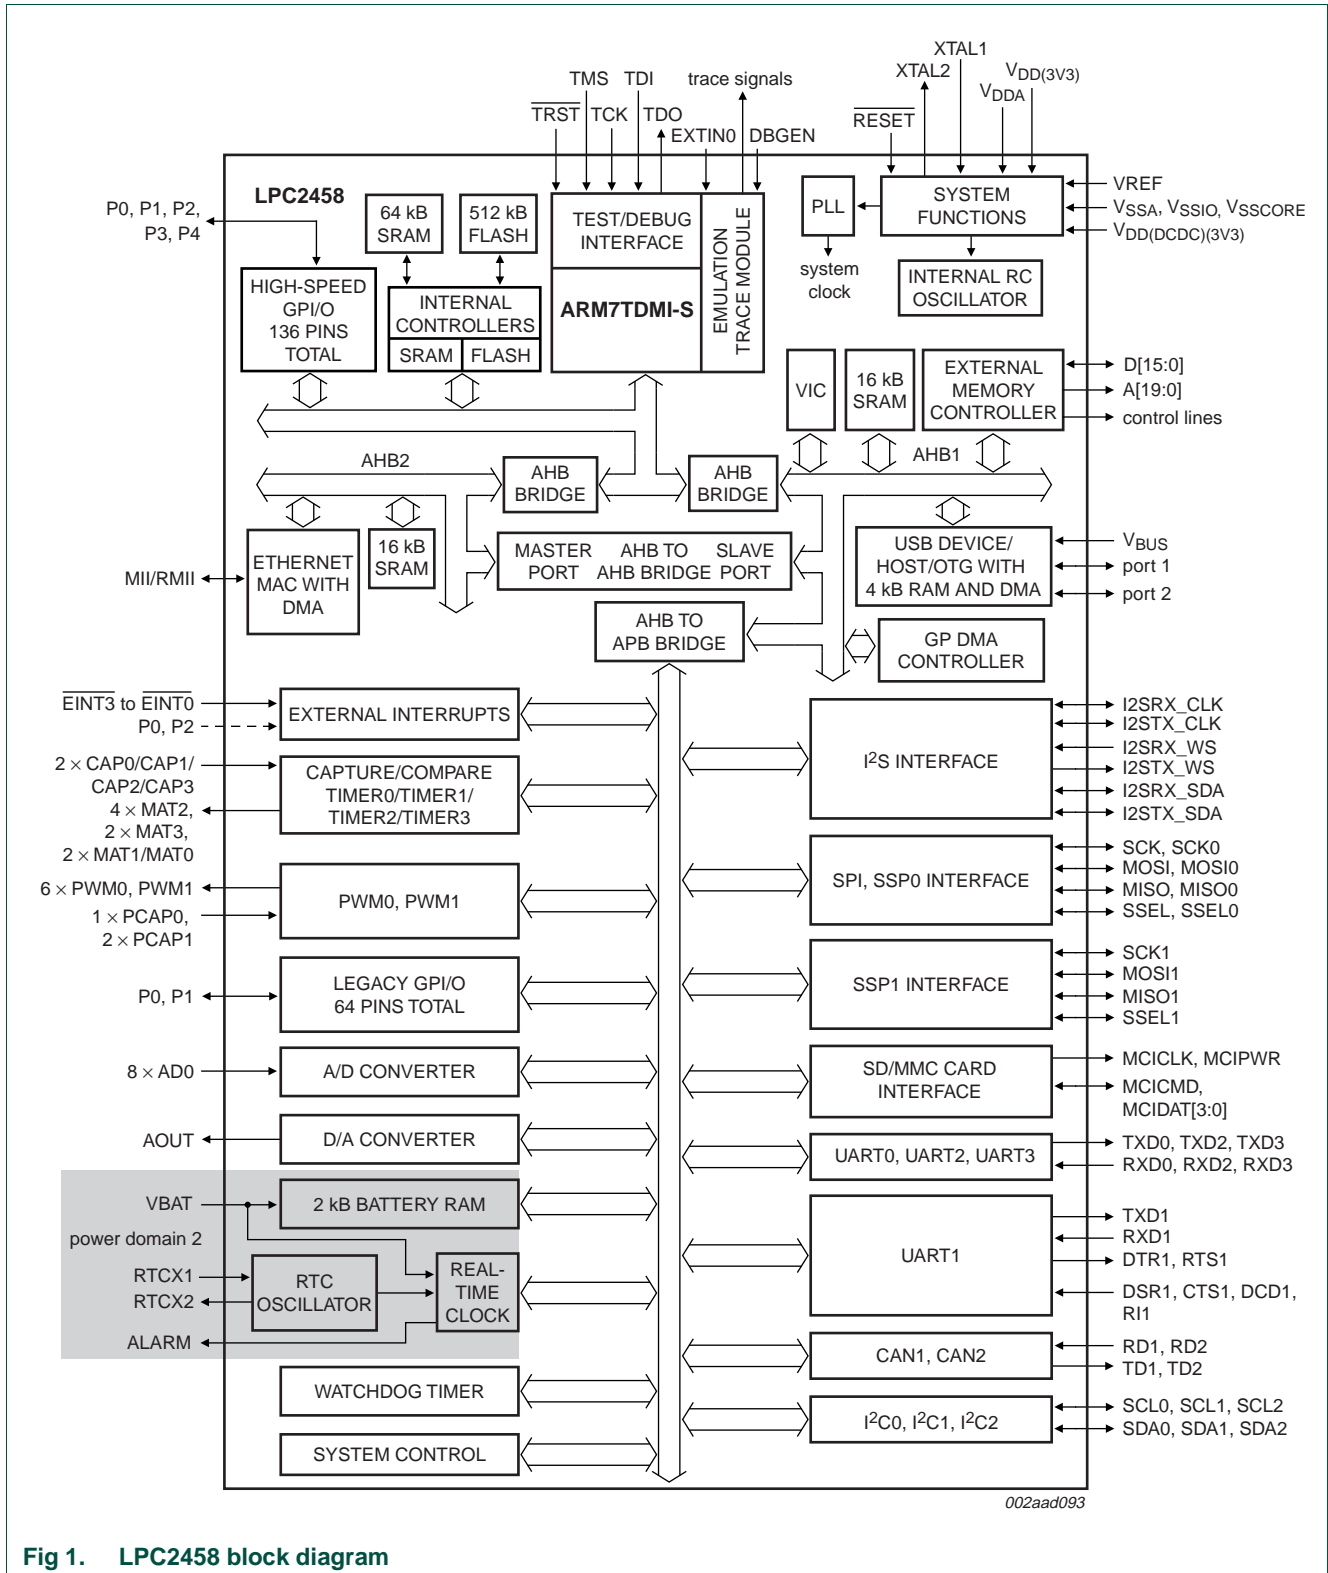 XTAL1
XTAL2
VDD(3V3)
VDDA
RESET
TMS TDI
trace signals
TRST TCK TDO
EXTIN0 DBGEN
LPC2458
P0, P1, P2,
P3, P4
64 kB
SRAM
512 kB
FLASH
TEST/DEBUG
INTERFACE
EMULATION
TRACE MODULE
PLL
SYSTEM
FUNCTIONS
VREF
VSSA, VSSIO, VSSCORE
VDD(DCDC)(3V3)
system
clock
INTERNAL RC
OSCILLATOR
HIGH-SPEED
GPI/O
136 PINS
TOTAL
INTERNAL
CONTROLLERS
SRAM FLASH
ARM7TDMI-S
VIC
16 kB
SRAM
EXTERNAL
MEMORY
CONTROLLER
D[15:0]
A[19:0]
control lines
AHB2
AHB
BRIDGE
AHB
BRIDGE
AHB1
ETHERNET
MAC WITH
DMA
MII/RMII
16 kB
SRAM
MASTER AHB TO SLAVE
PORT AHB BRIDGE PORT
USB DEVICE/
HOST/OTG WITH
4 kB RAM AND DMA
VBUS
port 1
port 2
AHB TO
APB BRIDGE
GP DMA
CONTROLLER
EINT3 to EINT0
P0, P2
EXTERNAL INTERRUPTS
2 × CAP0/CAP1/
CAP2/CAP3
4 × MAT2,
2 × MAT3,
2 × MAT1/MAT0
CAPTURE/COMPARE
TIMER0/TIMER1/
TIMER2/TIMER3
6 × PWM0, PWM1
1 × PCAP0,
2 × PCAP1
PWM0, PWM1
P0, P1
LEGACY GPI/O
64 PINS TOTAL
8 × AD0
A/D CONVERTER
AOUT
D/A CONVERTER
VBAT
2 kB BATTERY RAM
power domain 2
RTCX1
RTCX2
RTC
OSCILLATOR
REAL-
TIME
CLOCK
ALARM
WATCHDOG TIMER
SYSTEM CONTROL
I2S INTERFACE
I2SRX_CLK
I2STX_CLK
I2SRX_WS
I2STX_WS
I2SRX_SDA
I2STX_SDA
SPI, SSP0 INTERFACE
SCK, SCK0
MOSI, MOSI0
MISO, MISO0
SSEL, SSEL0
SSP1 INTERFACE
SCK1
MOSI1
MISO1
SSEL1
SD/MMC CARD
INTERFACE
MCICLK, MCIPWR
MCICMD,
MCIDAT[3:0]
UART0, UART2, UART3
TXD0, TXD2, TXD3
RXD0, RXD2, RXD3
UART1
TXD1
RXD1
DTR1, RTS1
DSR1, CTS1, DCD1,
RI1
CAN1, CAN2
RD1, RD2
TD1, TD2
I2C0, I2C1, I2C2
SCL0, SCL1, SCL2
SDA0, SDA1, SDA2
002aad093
Fig 1. LPC2458 block diagram